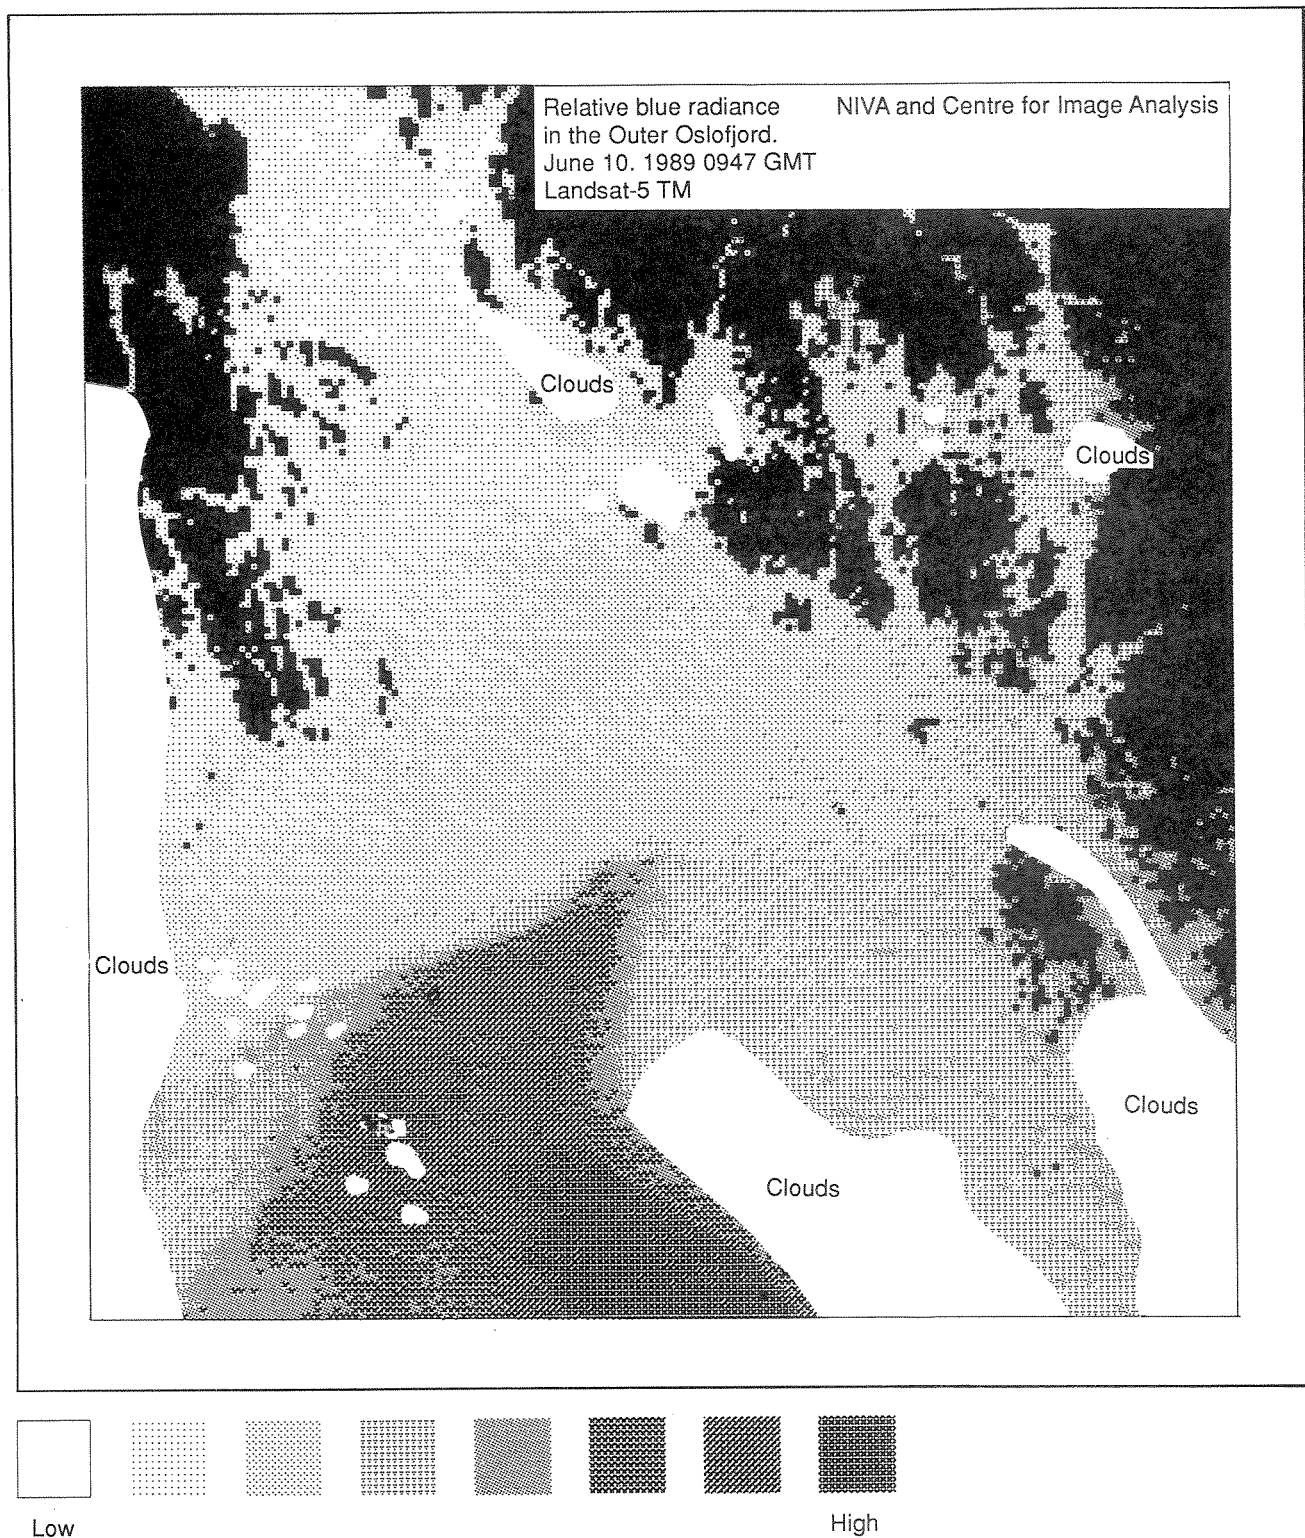 Relative blue radiance NIVA and Centre for Image Analysis
in the Outer Oslofjord.
June 10. 1989 0947 GMT
Landsat-5 TM
Clouds
Clouds
Clouds
Clouds
Clouds
Low High